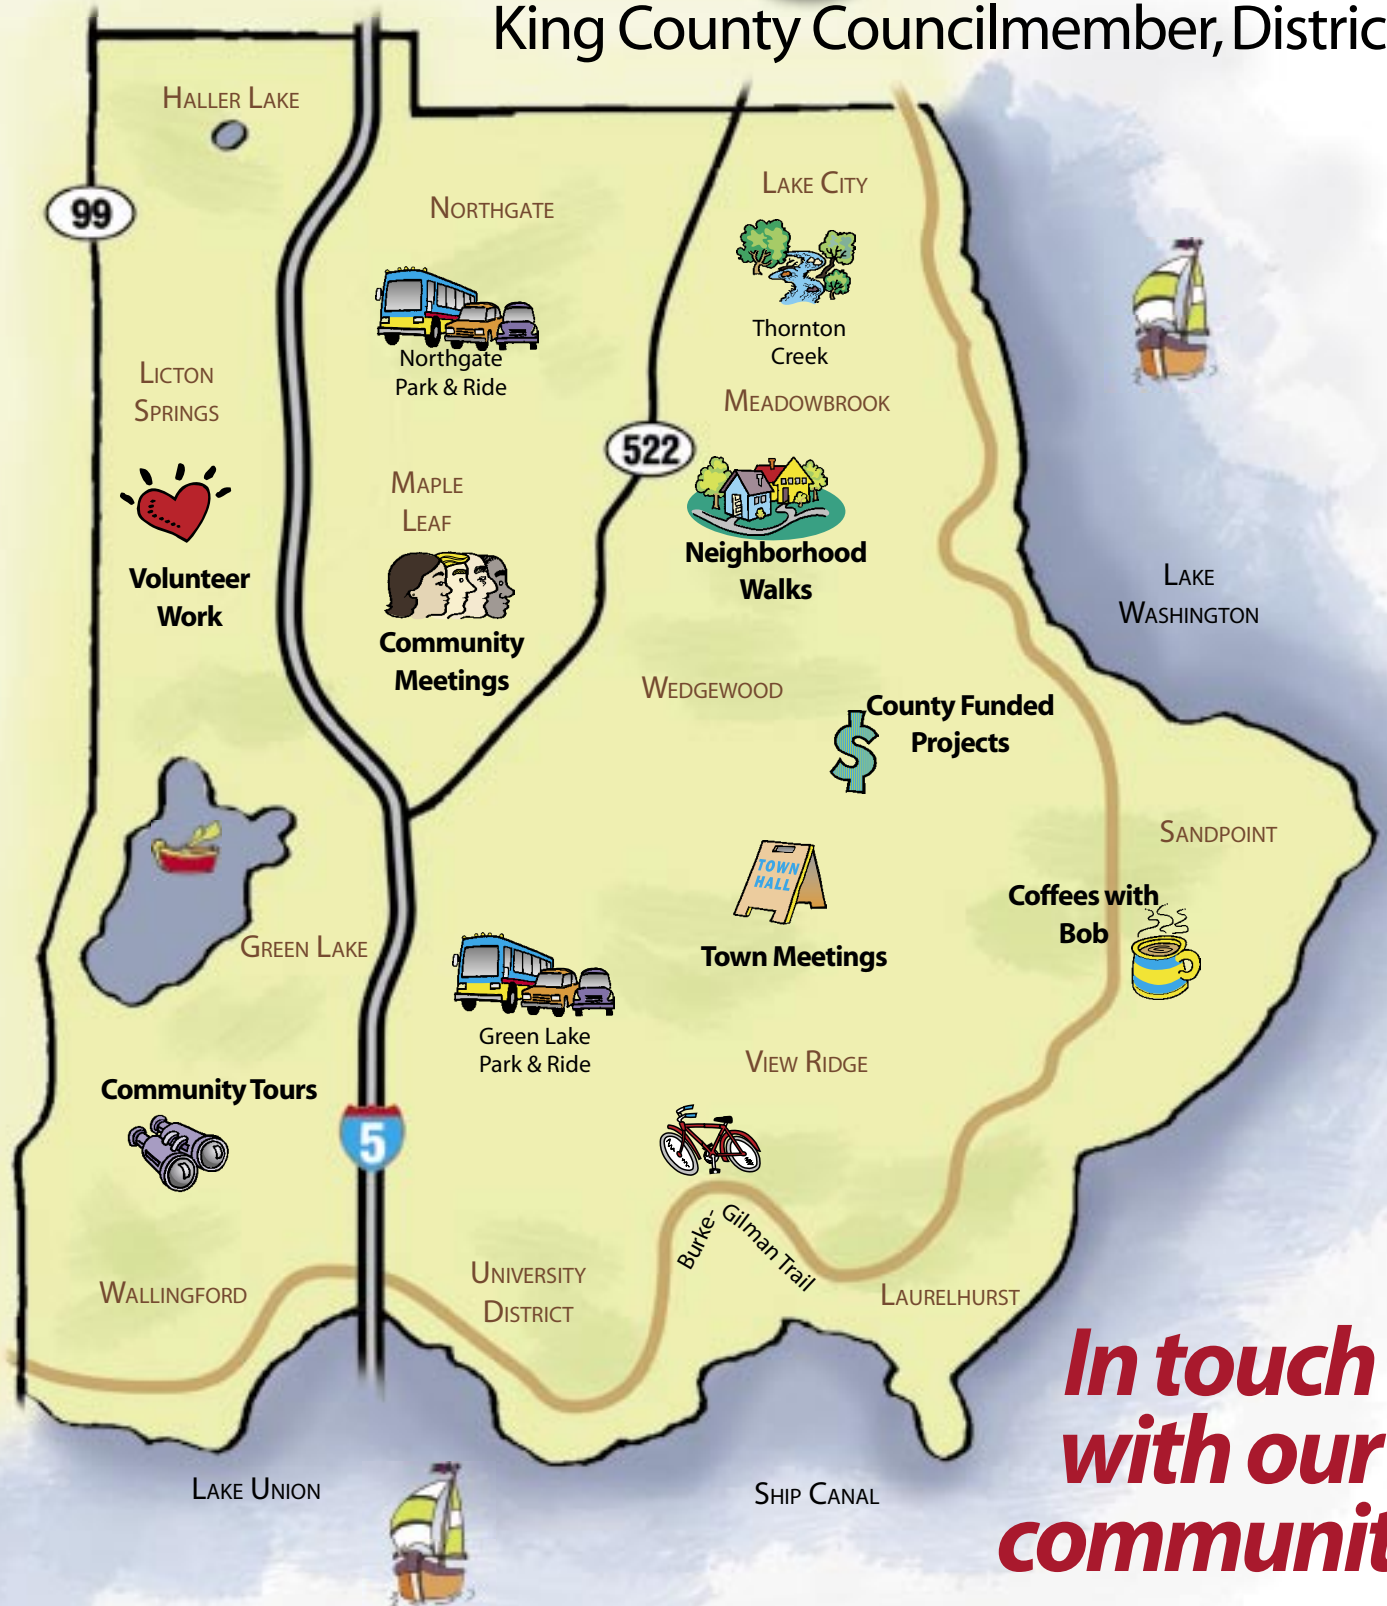 King County Councilmember, Distric
HALLER LAKE
99
NORTHGATE
LAKE CITY
Thornton
Creek
Northgate
Park & Ride
LICTON
SPRINGS
MEADOWBROOK
522
MAPLE
LEAF
Neighborhood
Walks
Volunteer
Work
Community
Meetings
LAKE
WASHINGTON
WEDGEWOOD
County Funded
Projects
$
SANDPOINT
TOWN
HALL
Town Meetings
Coffees with
Bob
GREEN LAKE
Green Lake
Park & Ride
VIEW RIDGE
Community Tours
5
Burke-Gilman Trail
WALLINGFORD
UNIVERSITY
DISTRICT
LAURELHURST
LAKE UNION
SHIP CANAL
In touch
with our
communit